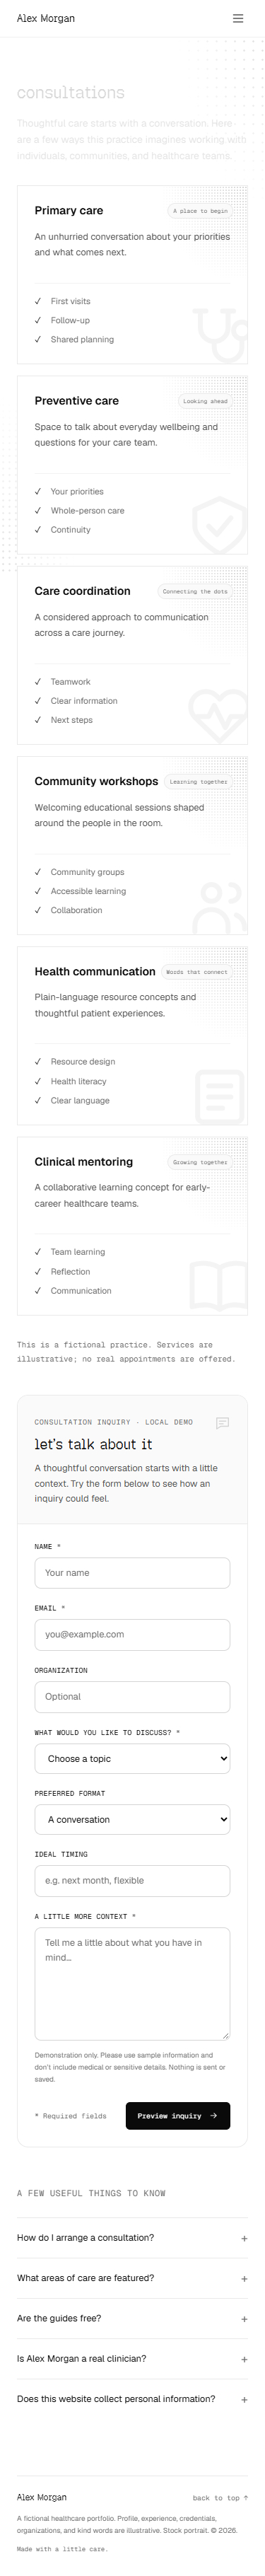 Alex Morgan
consultations
Thoughtful care starts with a conversation. Here
are a few ways this practice imagines working with
individuals, communities, and healthcare teams.
Primary care
A place to begin
An unhurried conversation about your priorities
and what comes next.
✓ First visits
✓ Follow-up
✓ Shared planning
Preventive care
Looking ahead
Space to talk about everyday wellbeing and
questions for your care team.
✓ Your priorities
✓ Whole-person care
✓ Continuity
Care coordination
Connecting the dots
A considered approach to communication
across a care journey.
✓ Teamwork
✓ Clear information
✓ Next steps
Community workshops
Learning together
Welcoming educational sessions shaped
around the people in the room.
✓ Community groups
✓ Accessible learning
✓ Collaboration
Health communication
Words that connect
Plain-language resource concepts and
thoughtful patient experiences.
✓ Resource design
✓ Health literacy
✓ Clear language
Clinical mentoring
Growing together
A collaborative learning concept for early-
career healthcare teams.
✓ Team learning
✓ Reflection
✓ Communication
This is a fictional practice. Services are
illustrative; no real appointments are offered.
CONSULTATION INQUIRY · LOCAL DEMO
let's talk about it
A thoughtful conversation starts with a little
context. Try the form below to see how an
inquiry could feel.
NAME *
Your name
EMAIL *
you@example.com
ORGANIZATION
Optional
WHAT WOULD YOU LIKE TO DISCUSS? *
Choose a topic
PREFERRED FORMAT
A conversation
IDEAL TIMING
e.g. next month, flexible
A LITTLE MORE CONTEXT *
Tell me a little about what you have in
mind...
Demonstration only. Please use sample information and
don't include medical or sensitive details. Nothing is sent or
saved.
* Required fields
Preview inquiry →
A FEW USEFUL THINGS TO KNOW
How do I arrange a consultation? +
What areas of care are featured? +
Are the guides free? +
Is Alex Morgan a real clinician? +
Does this website collect personal information? +
Alex Morgan
back to top ↑
A fictional healthcare portfolio. Profile, experience, credentials,
organizations, and kind words are illustrative. Stock portrait. © 2026.
Made with a little care.